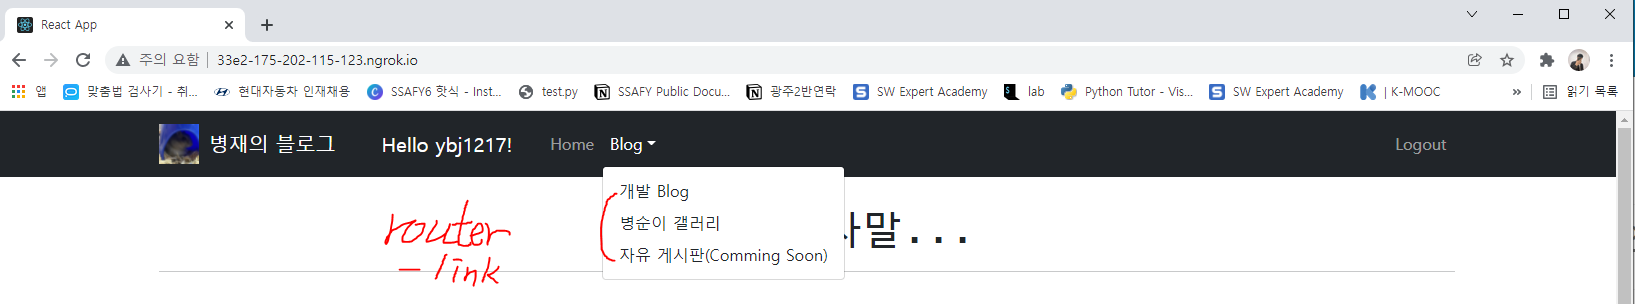 React App
주의 요함 | 33e2-175-202-115-123.ngrok.io
앱 맞춤법 검사기 - 취... 현대자동차 인재채용 SSAFY6 핫식 - Inst... test.py SSAFY Public Docu... 광주2반연락 SW Expert Academy lab Python Tutor - Vis... SW Expert Academy | K-MOOC » 읽기 목록
병재의 블로그 Hello ybj1217! Home Blog Logout
개발 Blog
병순이 갤러리
자유 게시판(Comming Soon)
사말...
router
-link